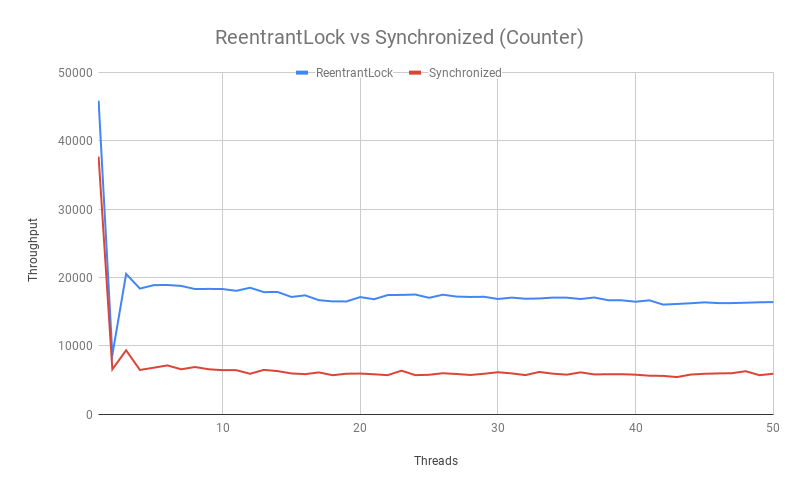 ReentrantLock vs Synchronized (Counter)
ReentrantLock Synchronized
50000
40000
30000
20000
10000
0
Throughput
10 20 30 40 50
Threads